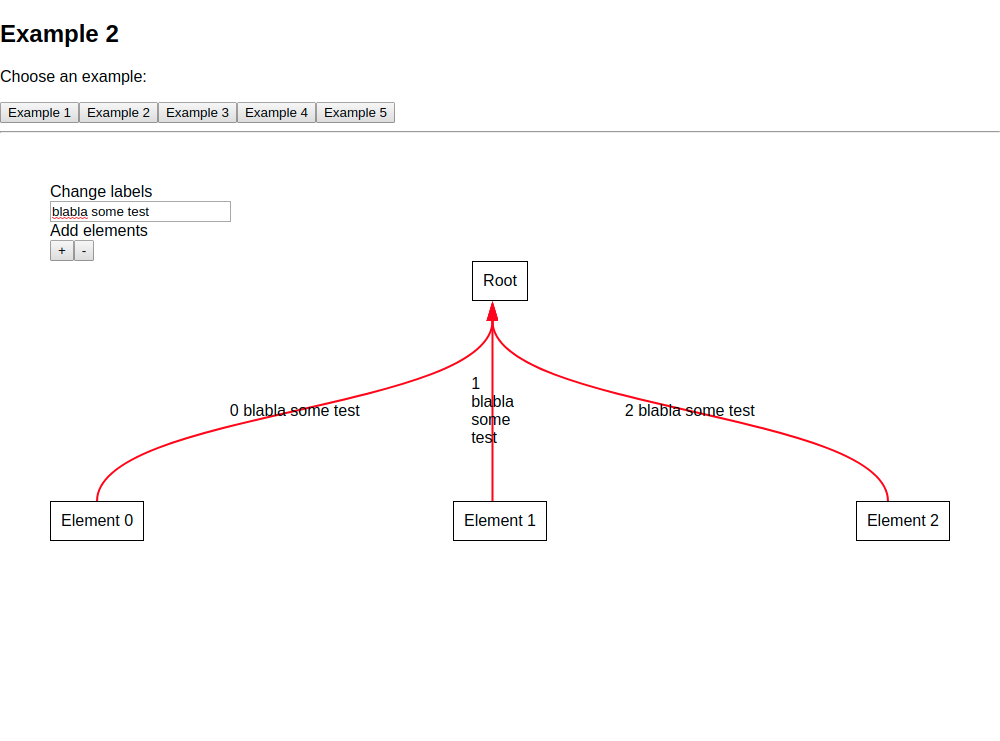 Example 2
Choose an example:
Example 1 Example 2 Example 3 Example 4 Example 5
Change labels
blabla some test
Add elements
+ -
Root
1
blabla
some
test
0 blabla some test
2 blabla some test
Element 0
Element 1
Element 2